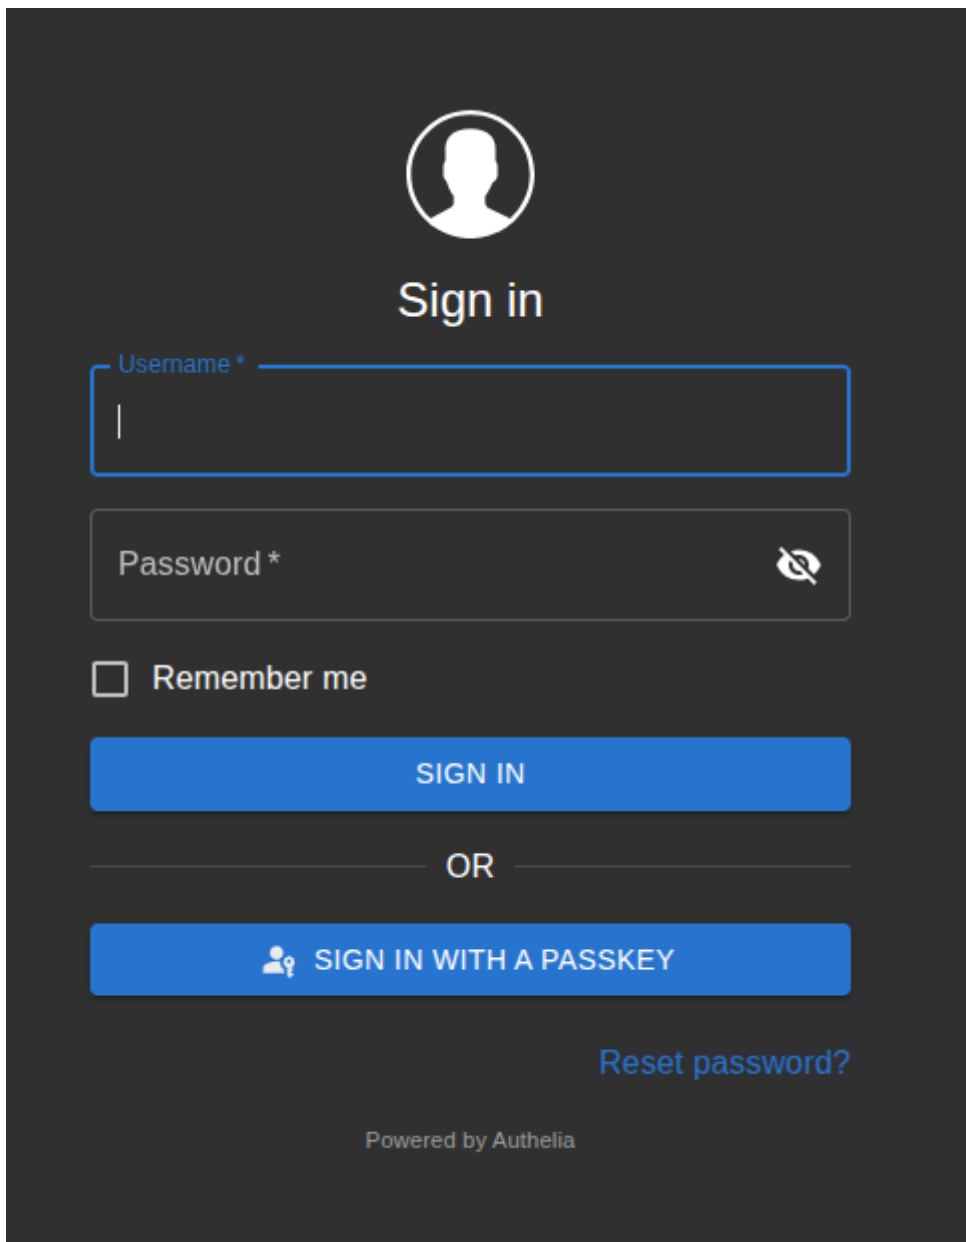 Sign in
Username *
Password *
Remember me
SIGN IN
OR
SIGN IN WITH A PASSKEY
Reset password?
Powered by Authelia